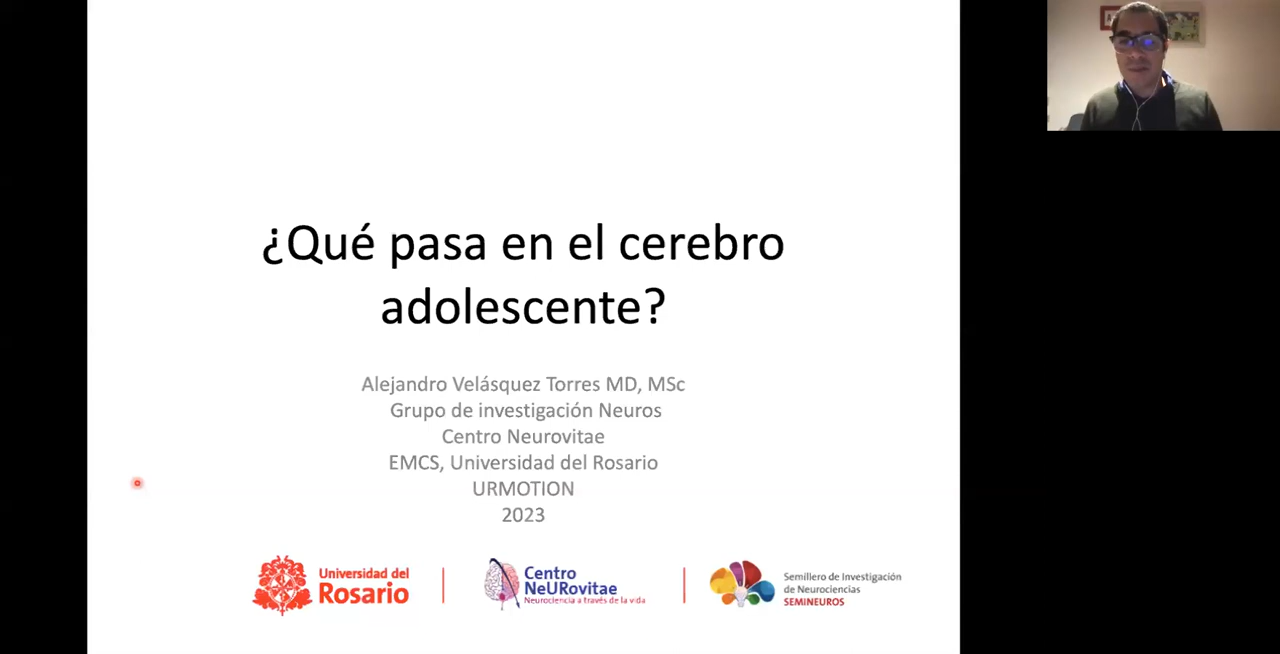 ¿Qué pasa en el cerebro
adolescente?
Alejandro Velásquez Torres MD, MSc
Grupo de investigación Neuros
Centro Neurovitae
EMCS, Universidad del Rosario
URMOTION
2023
Universidad del
Rosario
Centro
NeURovitae
Neurociencia a través de la vida
Semillero de Investigación
de Neurociencias
SEMINEUROS